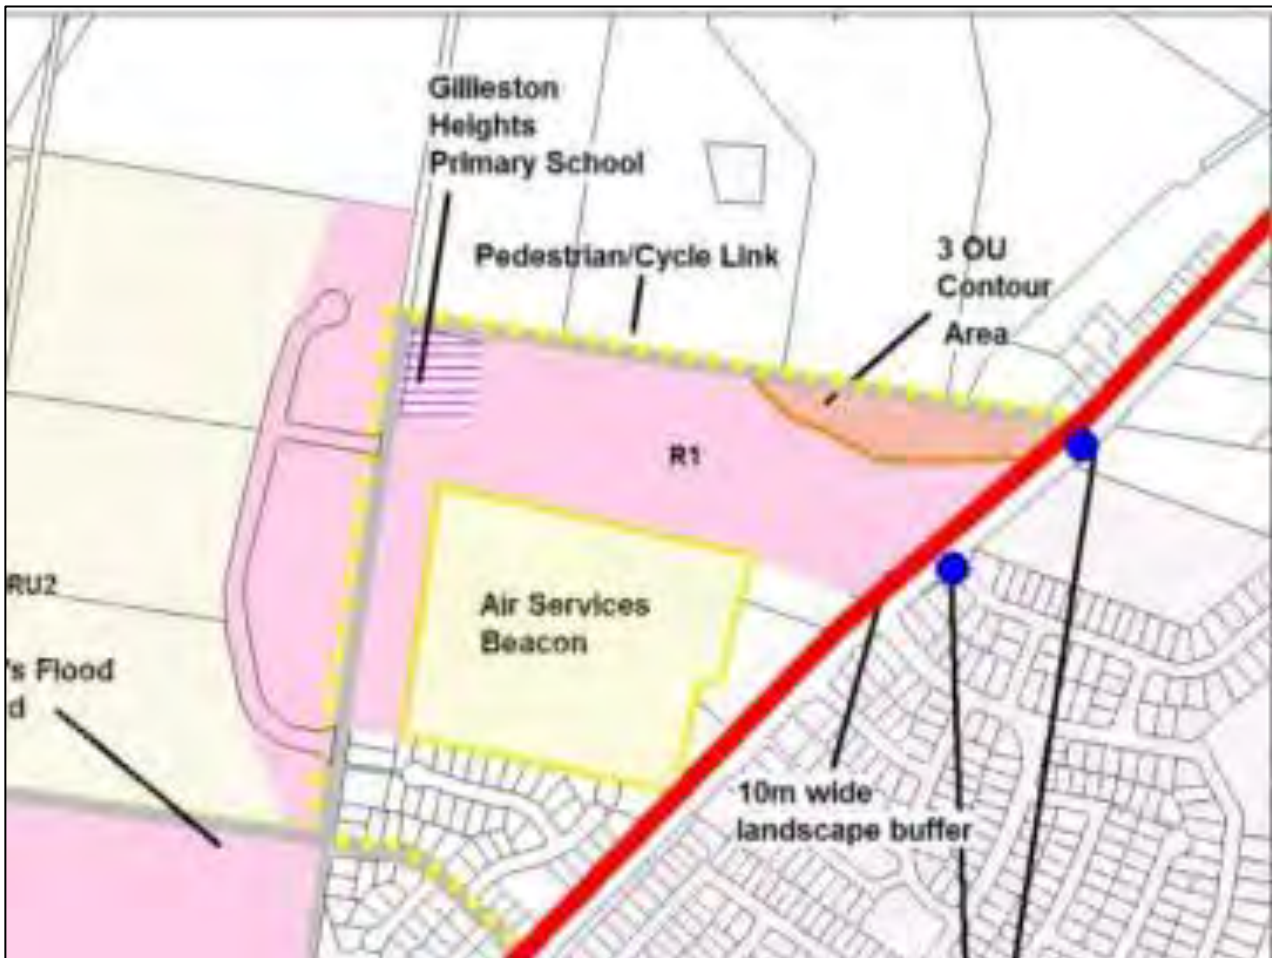 Gillieston
Heights
Primary School
Pedestrian/Cycle Link
3 OU
Contour
Area
R1
Air Services
Beacon
RU2
's Flood
d
10m wide
landscape buffer